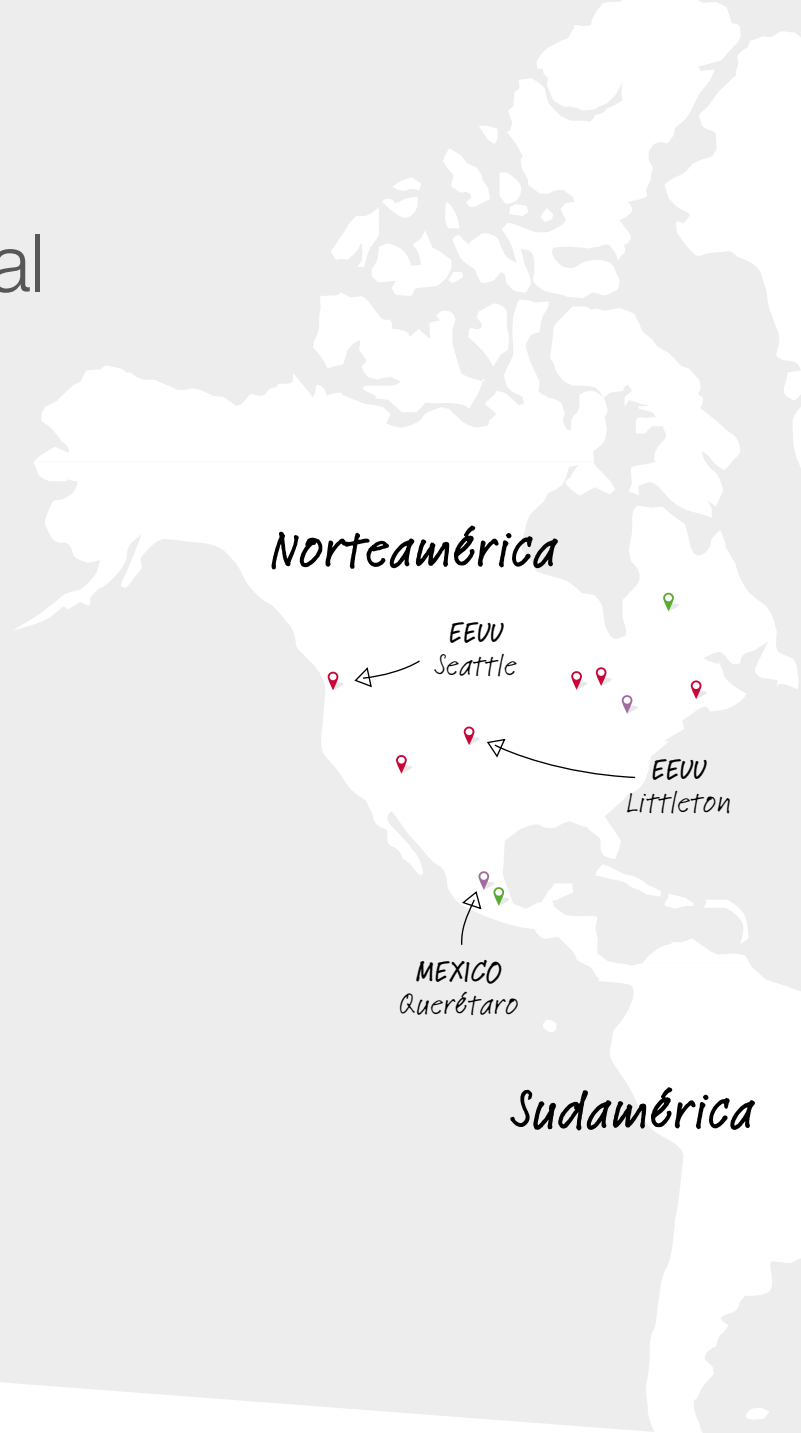 al
Norteamérica
EEUU
Seattle
EEUU
Littleton
MEXICO
Querétaro
Sudamérica